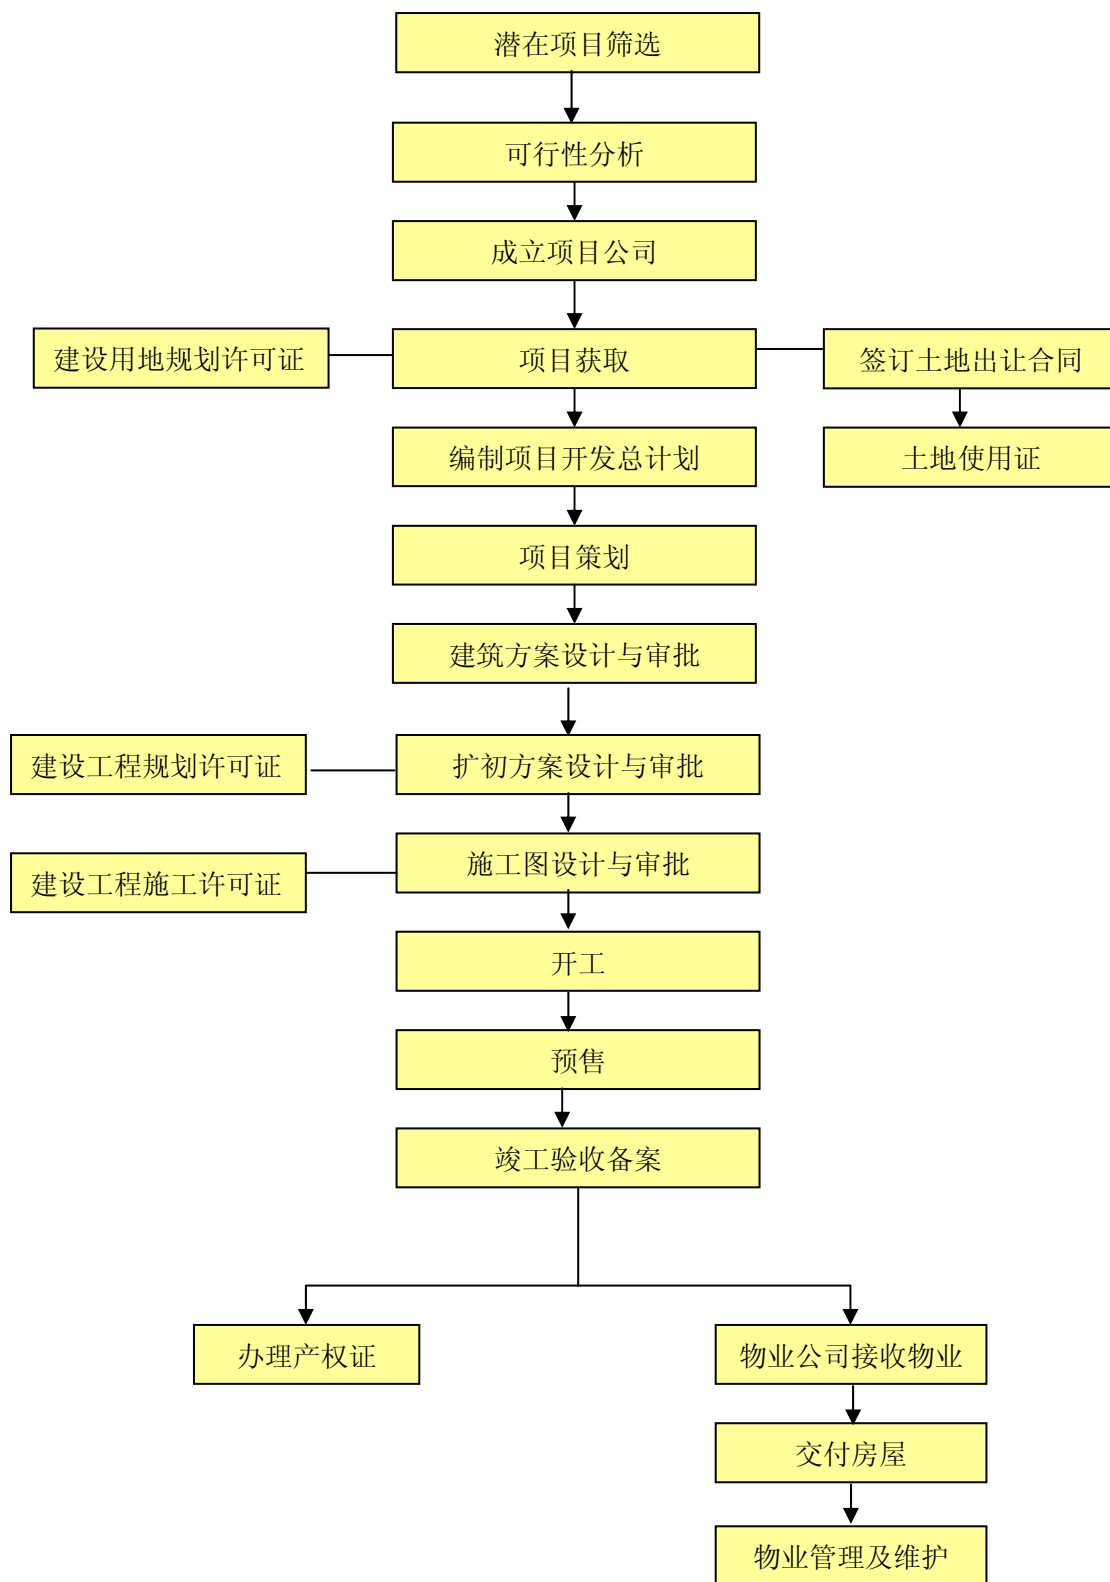 潜在项目筛选
可行性分析
成立项目公司
建设用地规划许可证
项目获取
签订土地出让合同
编制项目开发总计划
土地使用证
项目策划
建筑方案设计与审批
建设工程规划许可证
扩初方案设计与审批
施工图设计与审批
建设工程施工许可证
开工
预售
竣工验收备案
办理产权证
物业公司接收物业
交付房屋
物业管理及维护